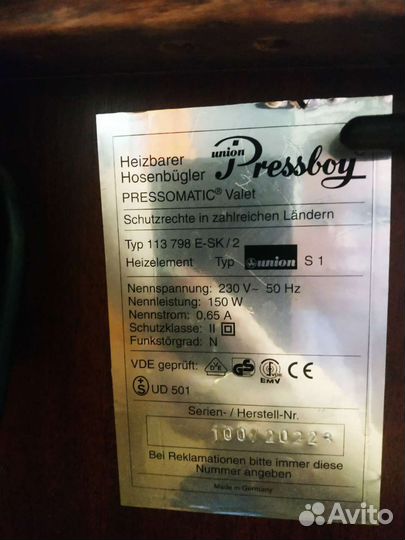 Heizbarer union Pressboy
Hosenbügler
PRESSOMATIC® Valet
Schutzrechte in zahlreichen Ländern
Typ 113 798 E-SK/2
Heizelement Typ union S 1
Nennspannung: 230 V~ 50 Hz
Nennleistung: 150 W
Nennstrom: 0,65 A
Schutzklasse: II
Funkstörgrad: N
VDE geprüft: VDE GS EMV CE
S UD 501
Serien- / Herstell-Nr.
Bei Reklamationen bitte immer diese
Nummer angeben
Made in Germany
Avito